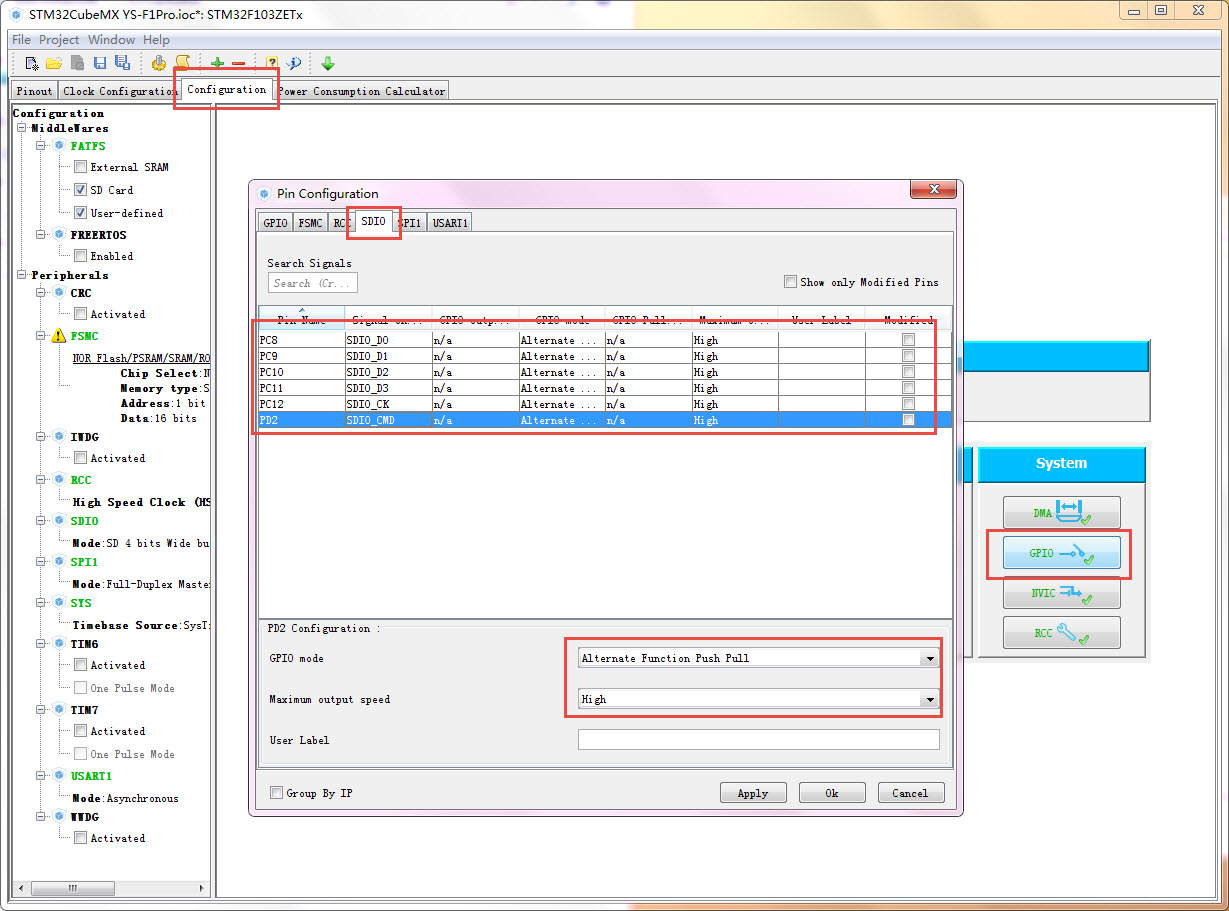 STM32CubeMX YS-F1Pro.ioc*: STM32F103ZETx
File Project Window Help
Pinout Clock Configuration Configuration Power Consumption Calculator
Configuration
MiddleWares
FATFS
External SRAM
SD Card
User-defined
FREERTOS
Enabled
Peripherals
CRC
Activated
FSMC
NOR Flash/PSRAM/SRAM/RO
Chip Select:N
Memory type:S
Address:1 bit
Data:16 bits
IWDG
Activated
RCC
High Speed Clock (HS
SDIO
Mode:SD 4 bits Wide bu
SPI1
Mode:Full-Duplex Master
SYS
Timebase Source:SysT
TIM6
Activated
One Pulse Mode
TIM7
Activated
One Pulse Mode
USART1
Mode:Asynchronous
WWDG
Activated
Pin Configuration
GPIO FSMC RCC SDIO SPI1 USART1
Search Signals
Search (Cr...
Show only Modified Pins
Pin Name Signal on... GPIO outp... GPIO mode GPIO Pull... Maximum o... User Label Modified
PC8 SDIO_D0 n/a Alternate ... n/a High
PC9 SDIO_D1 n/a Alternate ... n/a High
PC10 SDIO_D2 n/a Alternate ... n/a High
PC11 SDIO_D3 n/a Alternate ... n/a High
PC12 SDIO_CK n/a Alternate ... n/a High
PD2 SDIO_CMD n/a Alternate ... n/a High
PD2 Configuration :
GPIO mode Alternate Function Push Pull
Maximum output speed High
User Label
Group By IP
Apply Ok Cancel
System
DMA
GPIO
NVIC
RCC